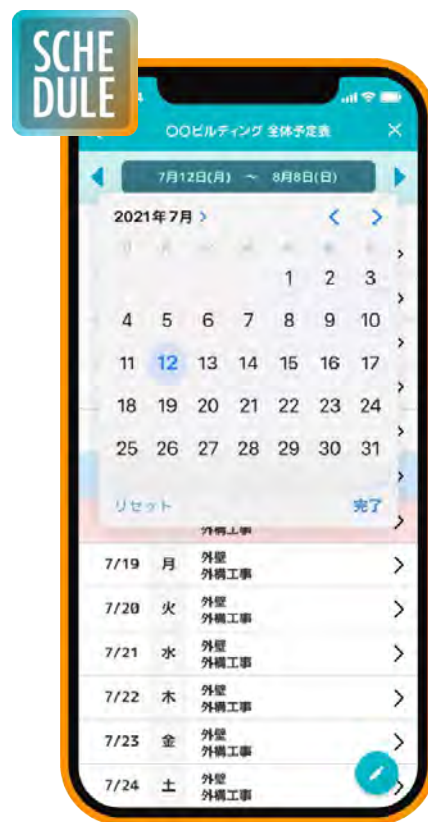 SCHE
DULE
〇〇ビルディング 全体予定表
7月12日(月) ～ 8月8日(日)
2021年7月
1 2 3
4 5 6 7 8 9 10
11 12 13 14 15 16 17
18 19 20 21 22 23 24
25 26 27 28 29 30 31
リセット 完了
外構工事
7/19 月 外壁
外構工事
7/20 火 外壁
外構工事
7/21 水 外壁
外構工事
7/22 木 外壁
外構工事
7/23 金 外壁
外構工事
7/24 土 外壁
外構工事